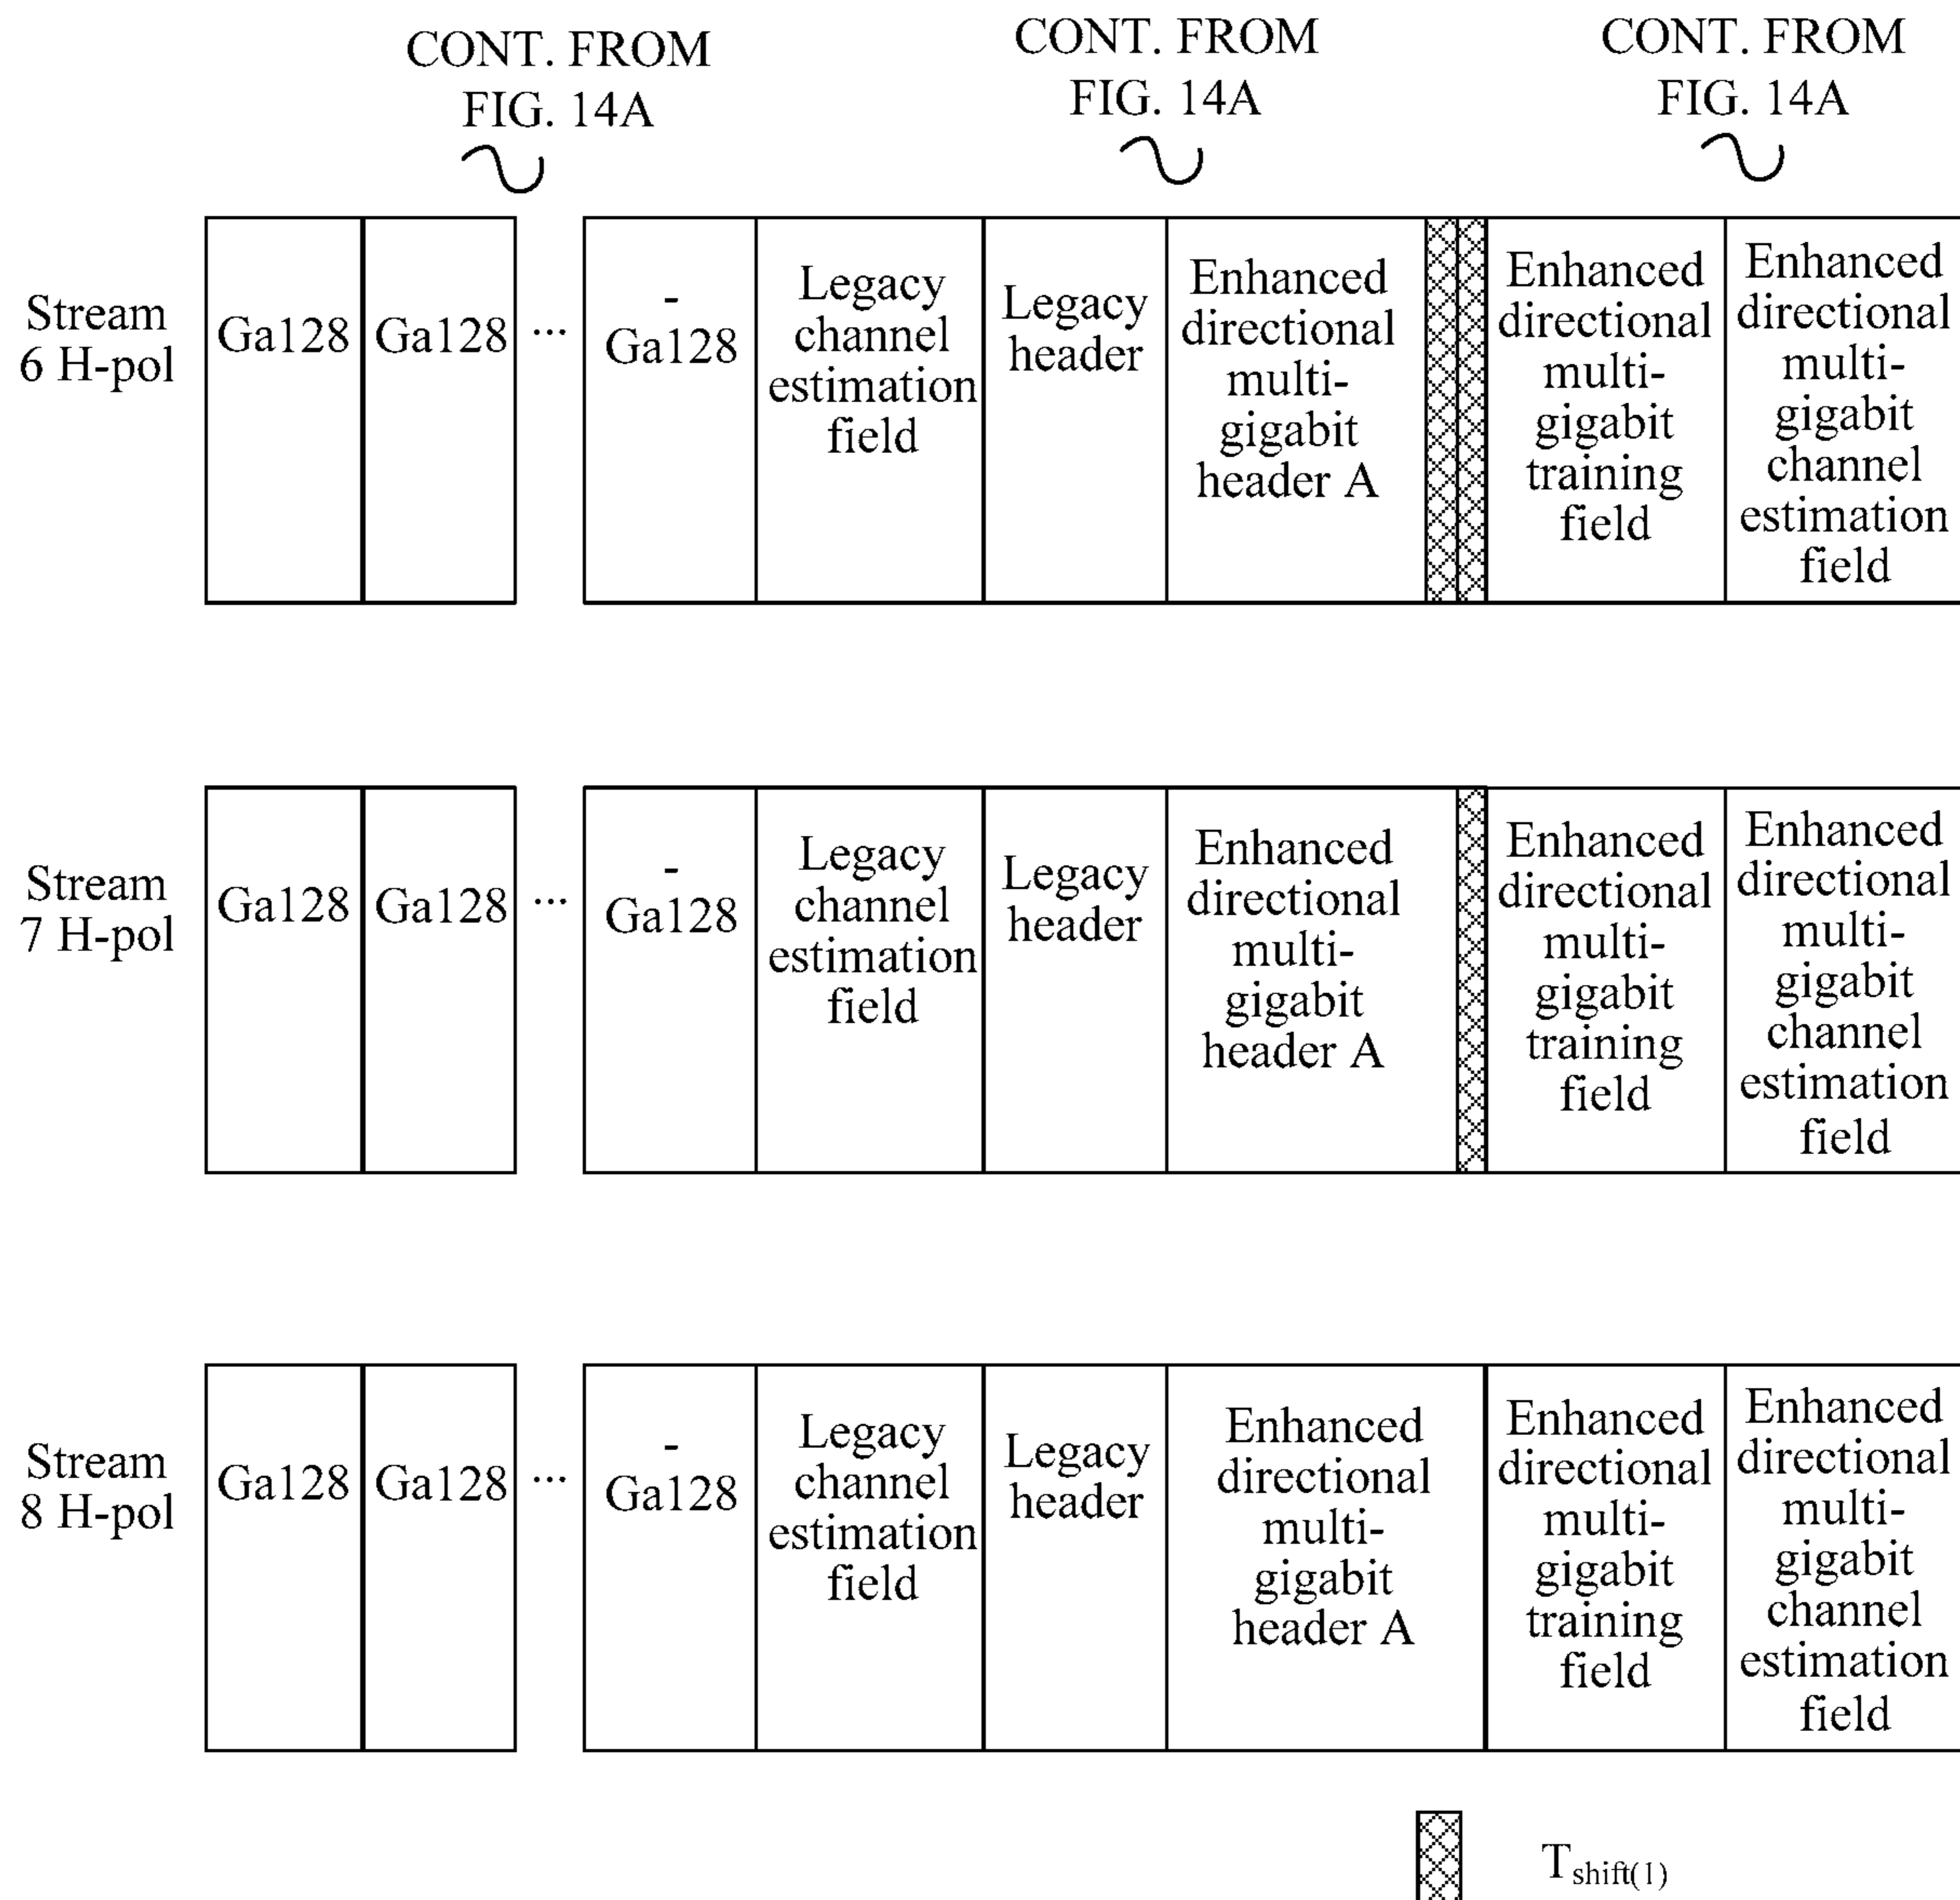 CONT. FROM
FIG. 14A
CONT. FROM
FIG. 14A
CONT. FROM
FIG. 14A
Stream
6 H-pol
Ga128
Ga128
...
-
Ga128
Legacy
channel
estimation
field
Legacy
header
Enhanced
directional
multi-
gigabit
header A
Enhanced
directional
multi-
gigabit
training
field
Enhanced
directional
multi-
gigabit
channel
estimation
field
Stream
7 H-pol
Ga128
Ga128
...
-
Ga128
Legacy
channel
estimation
field
Legacy
header
Enhanced
directional
multi-
gigabit
header A
Enhanced
directional
multi-
gigabit
training
field
Enhanced
directional
multi-
gigabit
channel
estimation
field
Stream
8 H-pol
Ga128
Ga128
...
-
Ga128
Legacy
channel
estimation
field
Legacy
header
Enhanced
directional
multi-
gigabit
header A
Enhanced
directional
multi-
gigabit
training
field
Enhanced
directional
multi-
gigabit
channel
estimation
field
Tshift(1)